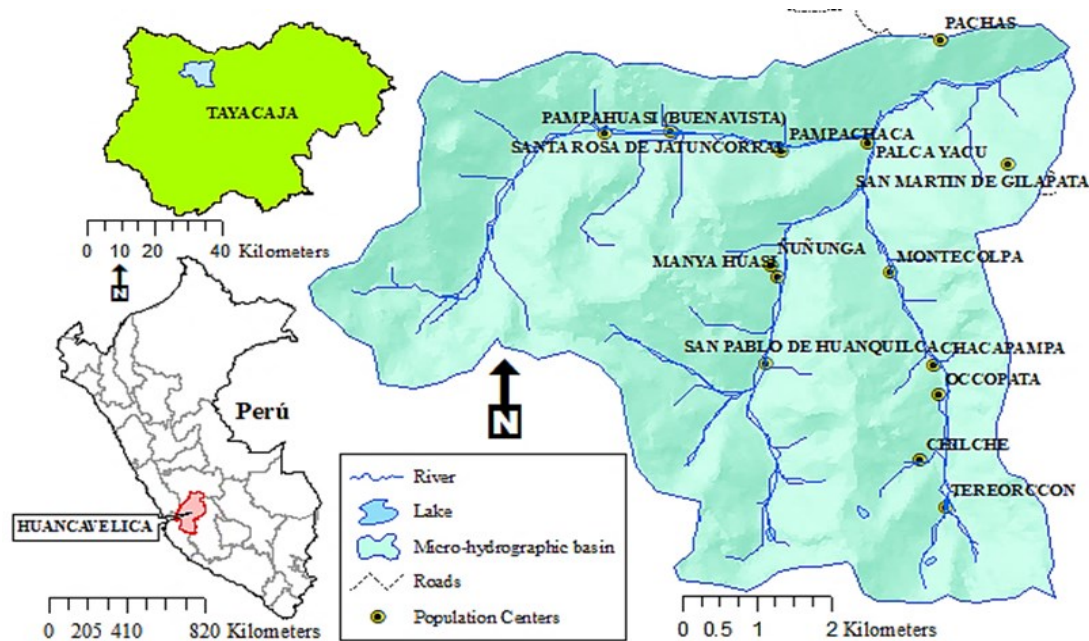 TAYACAJA
0 10 20 40 Kilometers
N
Perú
HUANCAVELICA
0 205 410 820 Kilometers
PACHAS
PAMPAHUASI (BUENAVISTA)
SANTA ROSA DE JATUNCORRAL
PAMPACHACA
PALCA YACU
SAN MARTIN DE GILAPATA
ÑUÑUNGA
MANYA HUASI
MONTECOLPA
SAN PABLO DE HUANQUILCA
CHACAPAMPA
OCCOPATA
CHILCHE
TEREORCCON
N
River
Lake
Micro-hydrographic basin
Roads
Population Centers
0 0.5 1 2 Kilometers